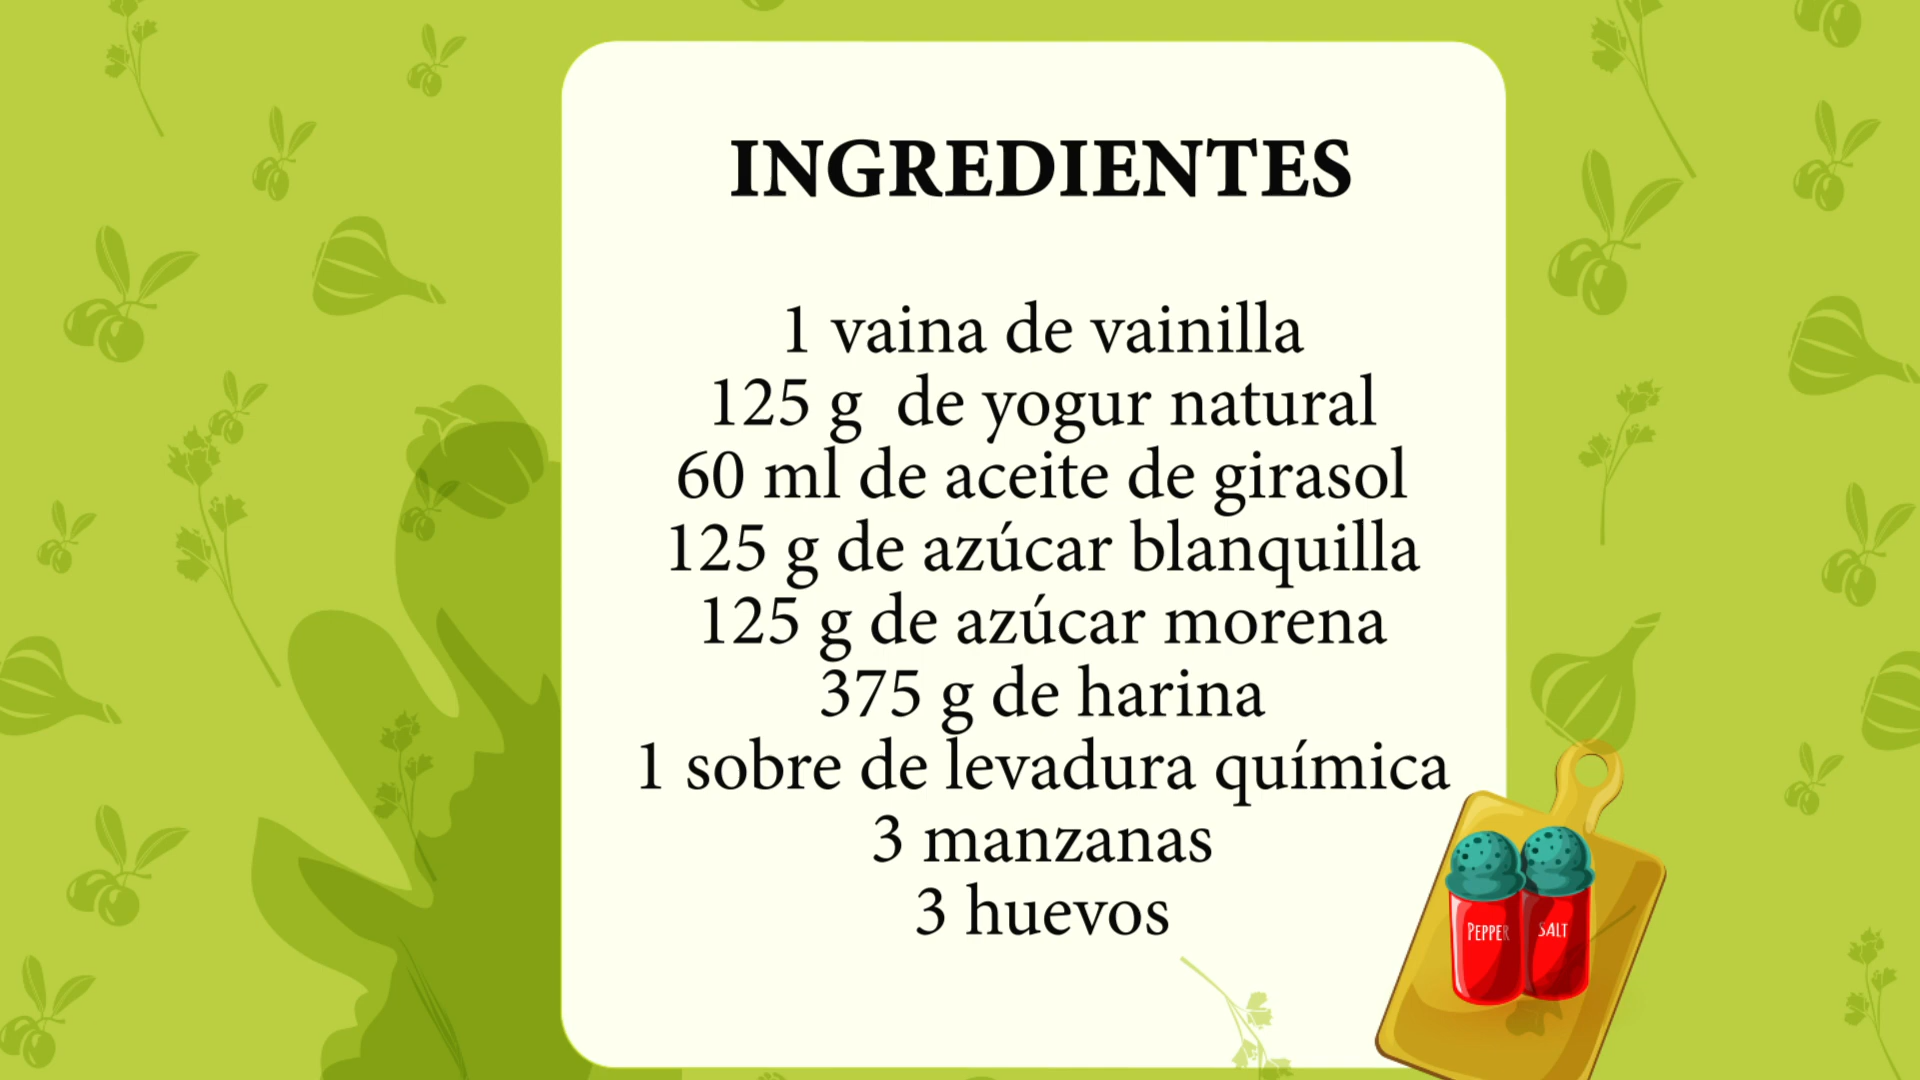 INGREDIENTES
1 vaina de vainilla
125 g de yogur natural
60 ml de aceite de girasol
125 g de azúcar blanquilla
125 g de azúcar morena
375 g de harina
1 sobre de levadura química
3 manzanas
3 huevos
PEPPER
SALT